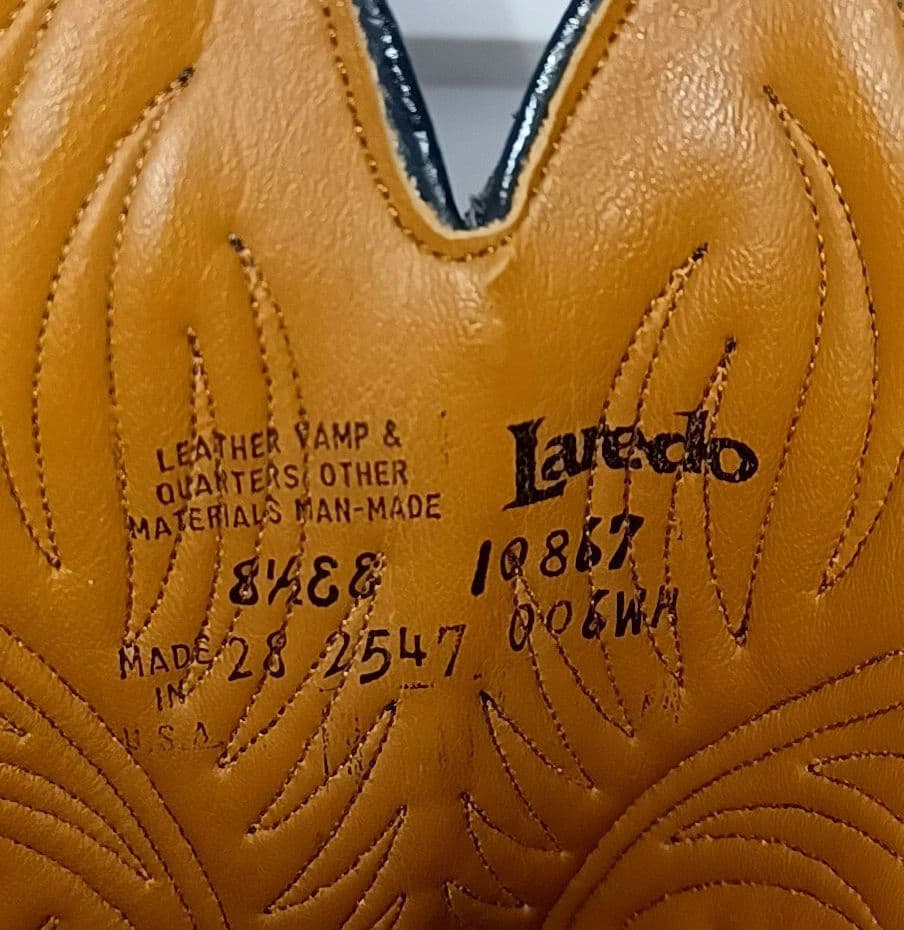 LEATHER VAMP &
QUARTERS OTHER
MATERIALS MAN-MADE
8½EE
MADE 28 2547
IN
U.S.A.
Laredo
10867
006WH